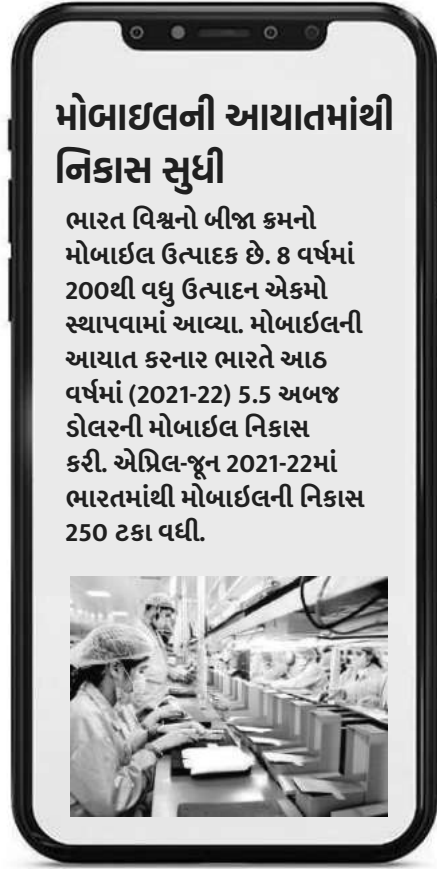 મોબાઇલની આયાતમાંથી
નિકાસ સુધી
ભારત વિશ્વનો બીજા ક્રમનો
મોબાઇલ ઉત્પાદક છે. 8 વર્ષમાં
200થી વધુ ઉત્પાદન એકમો
સ્થાપવામાં આવ્યા. મોબાઇલની
આયાત કરનાર ભારતે આઠ
વર્ષમાં (2021-22) 5.5 અબજ
ડોલરની મોબાઇલ નિકાસ
કરી. એપ્રિલ-જૂન 2021-22માં
ભારતમાંથી મોબાઇલની નિકાસ
250 ટકા વધી.